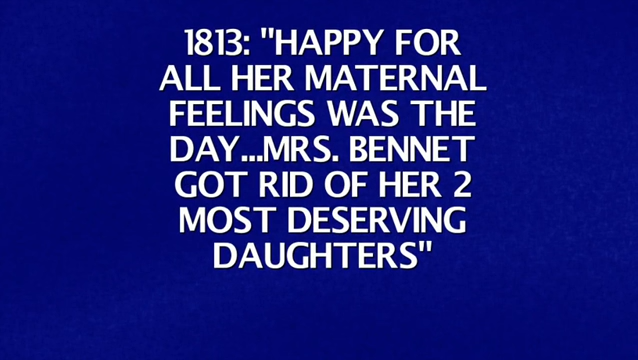 1813: "HAPPY FOR
ALL HER MATERNAL
FEELINGS WAS THE
DAY...MRS. BENNET
GOT RID OF HER 2
MOST DESERVING
DAUGHTERS"